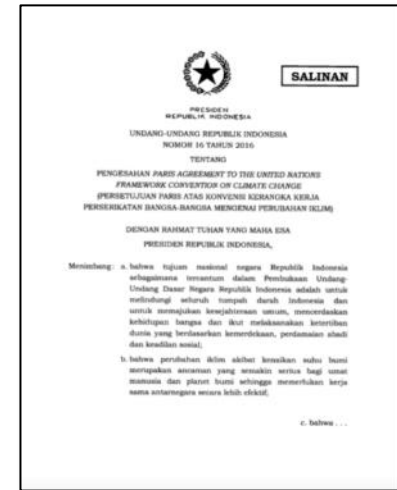 SALINAN
PRESIDEN
REPUBLIK INDONESIA
UNDANG-UNDANG REPUBLIK INDONESIA
NOMOR 16 TAHUN 2016
TENTANG
PENGESAHAN PARIS AGREEMENT TO THE UNITED NATIONS
FRAMEWORK CONVENTION ON CLIMATE CHANGE
(PERSETUJUAN PARIS ATAS KONVENSI KERANGKA KERJA
PERSERIKATAN BANGSA-BANGSA MENGENAI PERUBAHAN IKLIM)
DENGAN RAHMAT TUHAN YANG MAHA ESA
PRESIDEN REPUBLIK INDONESIA,
Menimbang : a. bahwa tujuan nasional negara Republik Indonesia
sebagaimana tercantum dalam Pembukaan Undang-
Undang Dasar Negara Republik Indonesia adalah untuk
melindungi seluruh tumpah darah Indonesia dan
untuk memajukan kesejahteraan umum, mencerdaskan
kehidupan bangsa dan ikut melaksanakan ketertiban
dunia yang berdasarkan kemerdekaan, perdamaian abadi
dan keadilan sosial;
b. bahwa perubahan iklim akibat kenaikan suhu bumi
merupakan ancaman yang semakin serius bagi umat
manusia dan planet bumi sehingga memerlukan kerja
sama antarnegara secara lebih efektif;
c. bahwa . . .